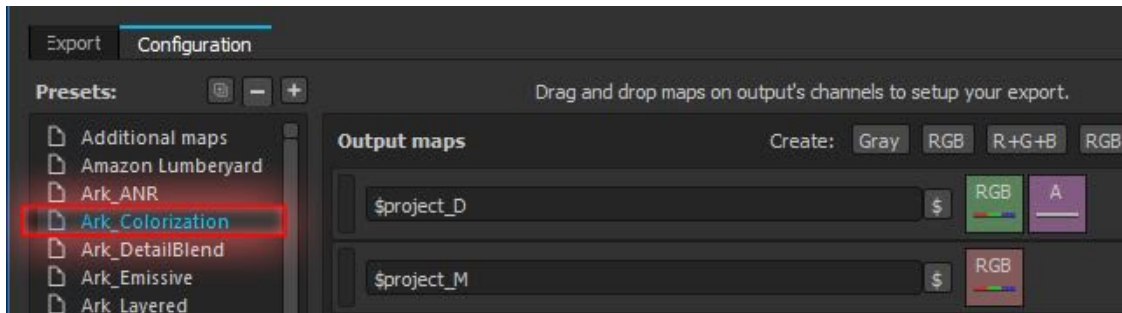 Export Configuration
Presets: Drag and drop maps on output's channels to setup your export.
Additional maps
Amazon Lumberyard
Ark_ANR
Ark_Colorization
Ark_DetailBlend
Ark_Emissive
Ark_Layered
Output maps Create: Gray RGB R+G+B RGB
$project_D $ RGB A
$project_M $ RGB